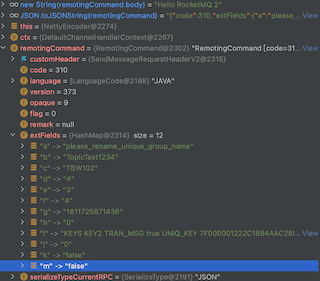 new String(remotingCommand.body) = "Hello RocketMQ 2"
JSON.toJSONString(remotingCommand) = "{"code":310,"extFields":{"a":"please_... View
this = {NettyEncoder@2274}
ctx = {DefaultChannelHandlerContext@2267}
remotingCommand = {RemotingCommand@2302} "RemotingCommand [code=31... View
customHeader = {SendMessageRequestHeaderV2@2315}
code = 310
language = {LanguageCode@2188} "JAVA"
version = 373
opaque = 9
flag = 0
remark = null
extFields = {HashMap@2314} size = 12
"a" -> "please_rename_unique_group_name"
"b" -> "TopicTest1234"
"c" -> "TBW102"
"d" -> "4"
"e" -> "3"
"f" -> "4"
"g" -> "1611725871436"
"h" -> "0"
"i" -> "KEYS KEY2 TRAN_MSG true UNIQ_KEY 7F000001222C18B4AAC28... View
"j" -> "0"
"k" -> "false"
"m" -> "false"
serializeTypeCurrentRPC = {SerializeType@2191} "JSON"